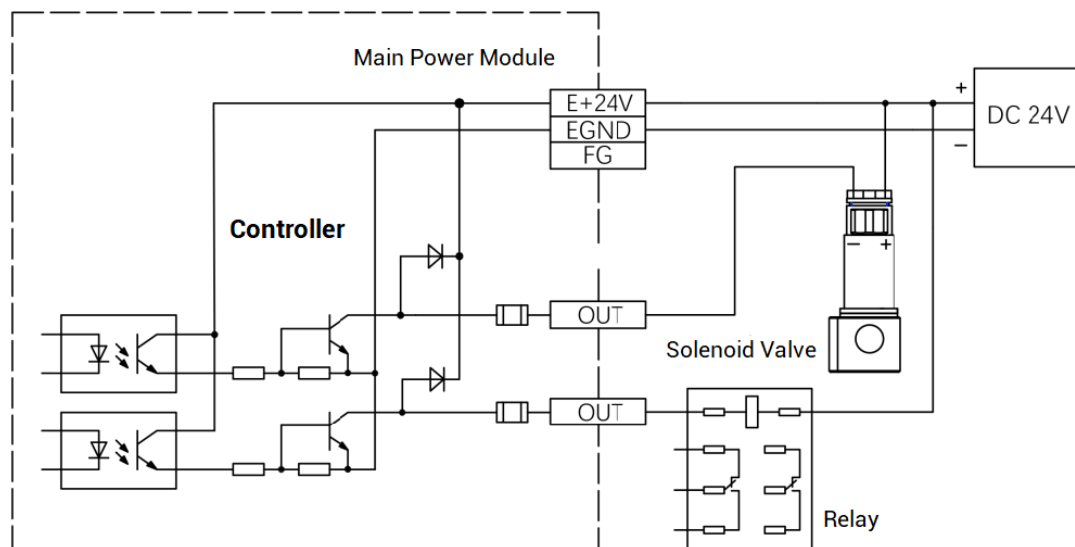 Main Power Module
E+24V
EGND
FG
+
DC 24V
−
Controller
− +
OUT
Solenoid Valve
OUT
Relay